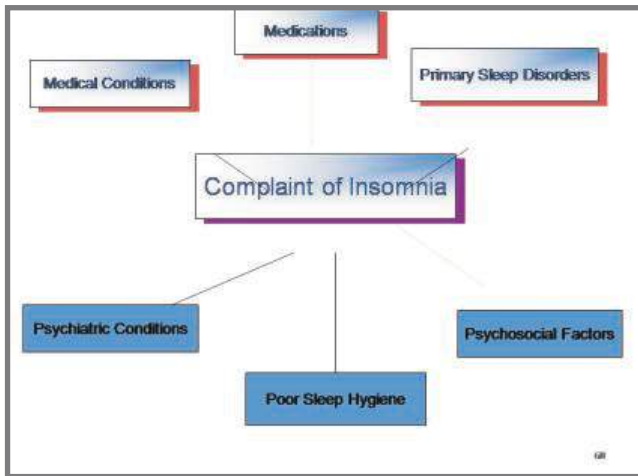 Medications
Medical Conditions
Primary Sleep Disorders
Complaint of Insomnia
Psychiatric Conditions
Psychosocial Factors
Poor Sleep Hygiene